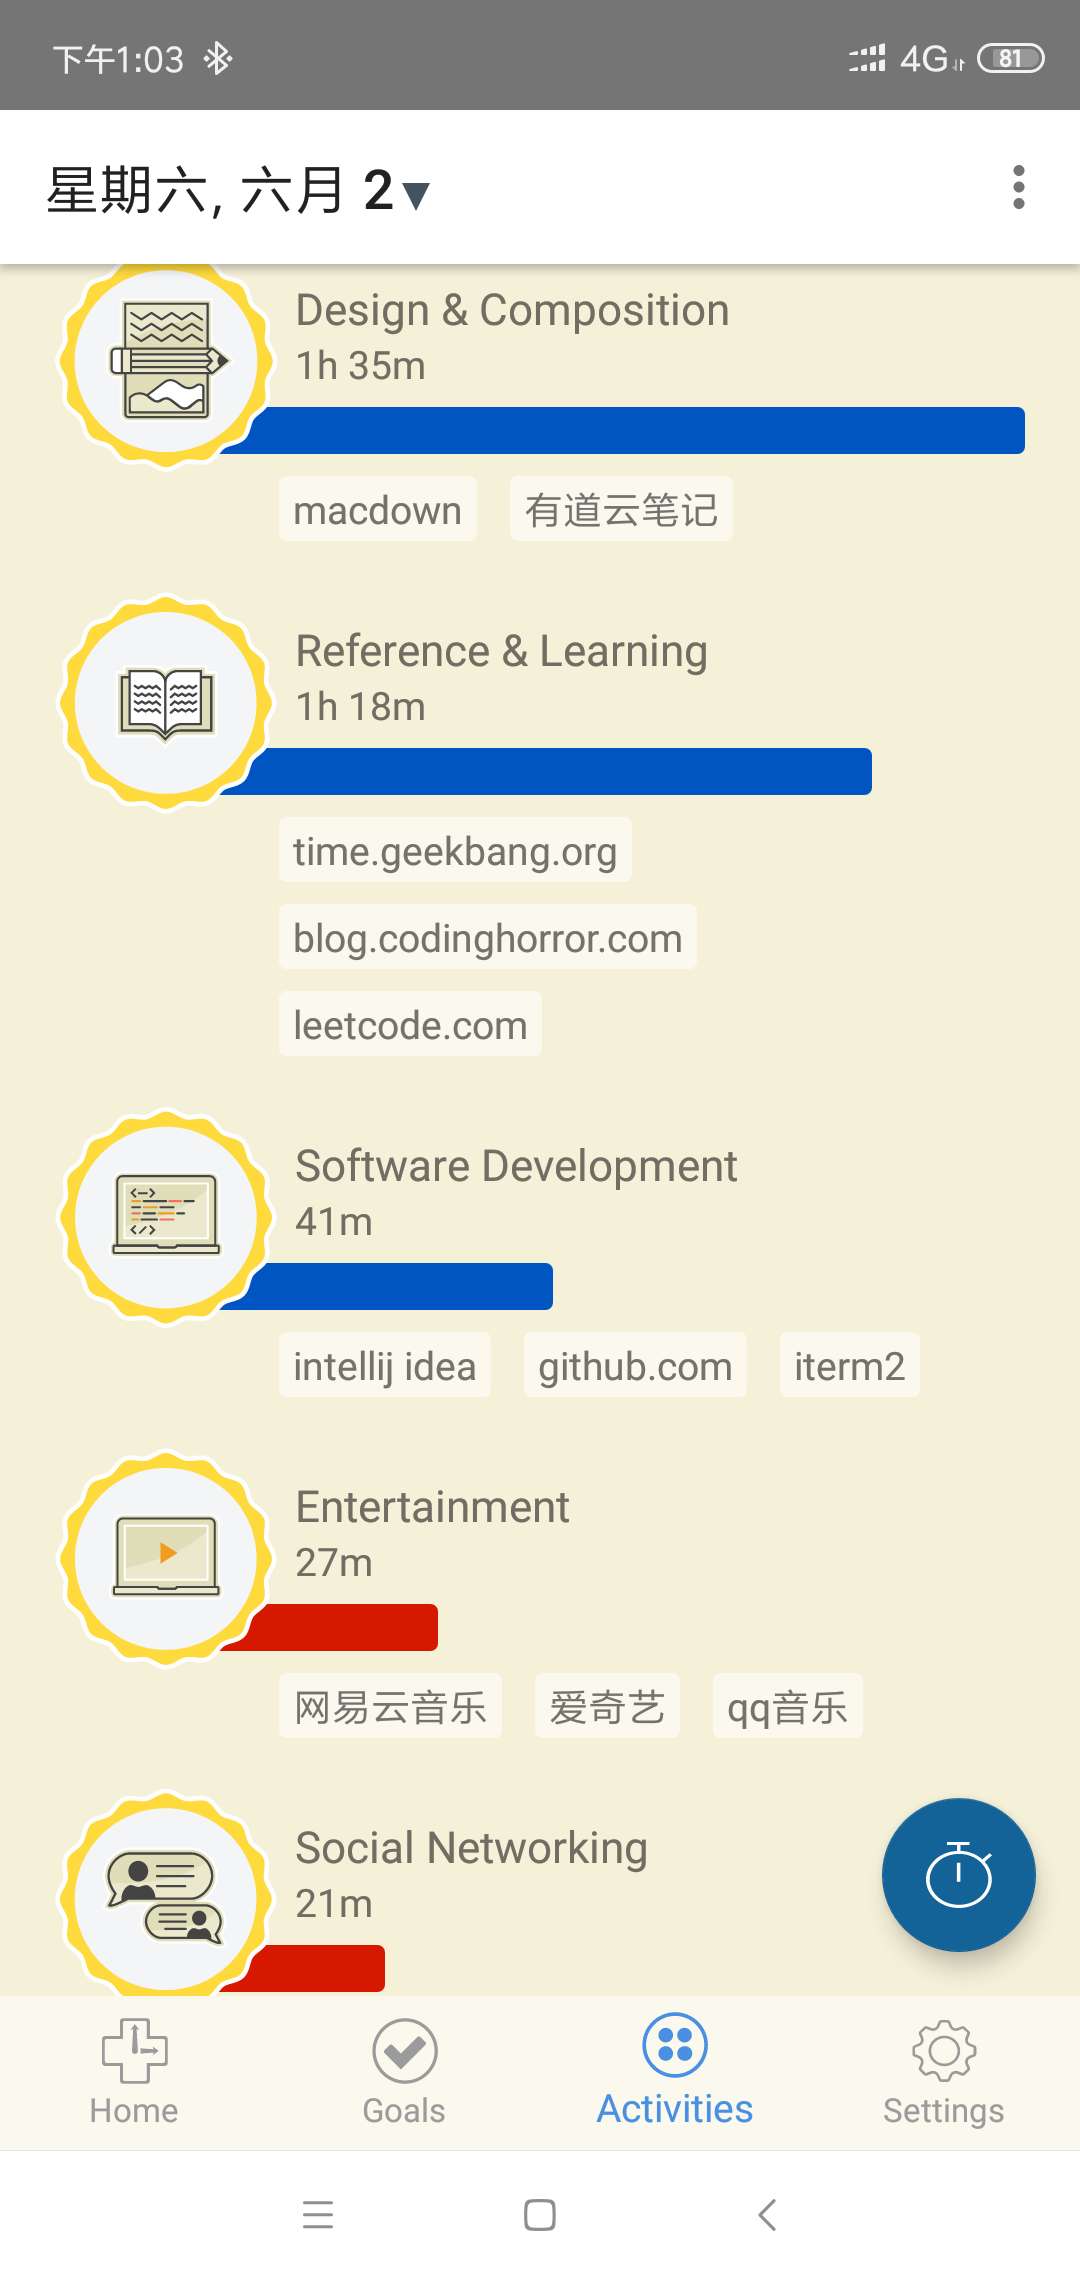 下午1:03 4G 81
星期六, 六月 2
Design & Composition
1h 35m
macdown 有道云笔记
Reference & Learning
1h 18m
time.geekbang.org
blog.codinghorror.com
leetcode.com
Software Development
41m
intellij idea github.com iterm2
Entertainment
27m
网易云音乐 爱奇艺 qq音乐
Social Networking
21m
Home Goals Activities Settings